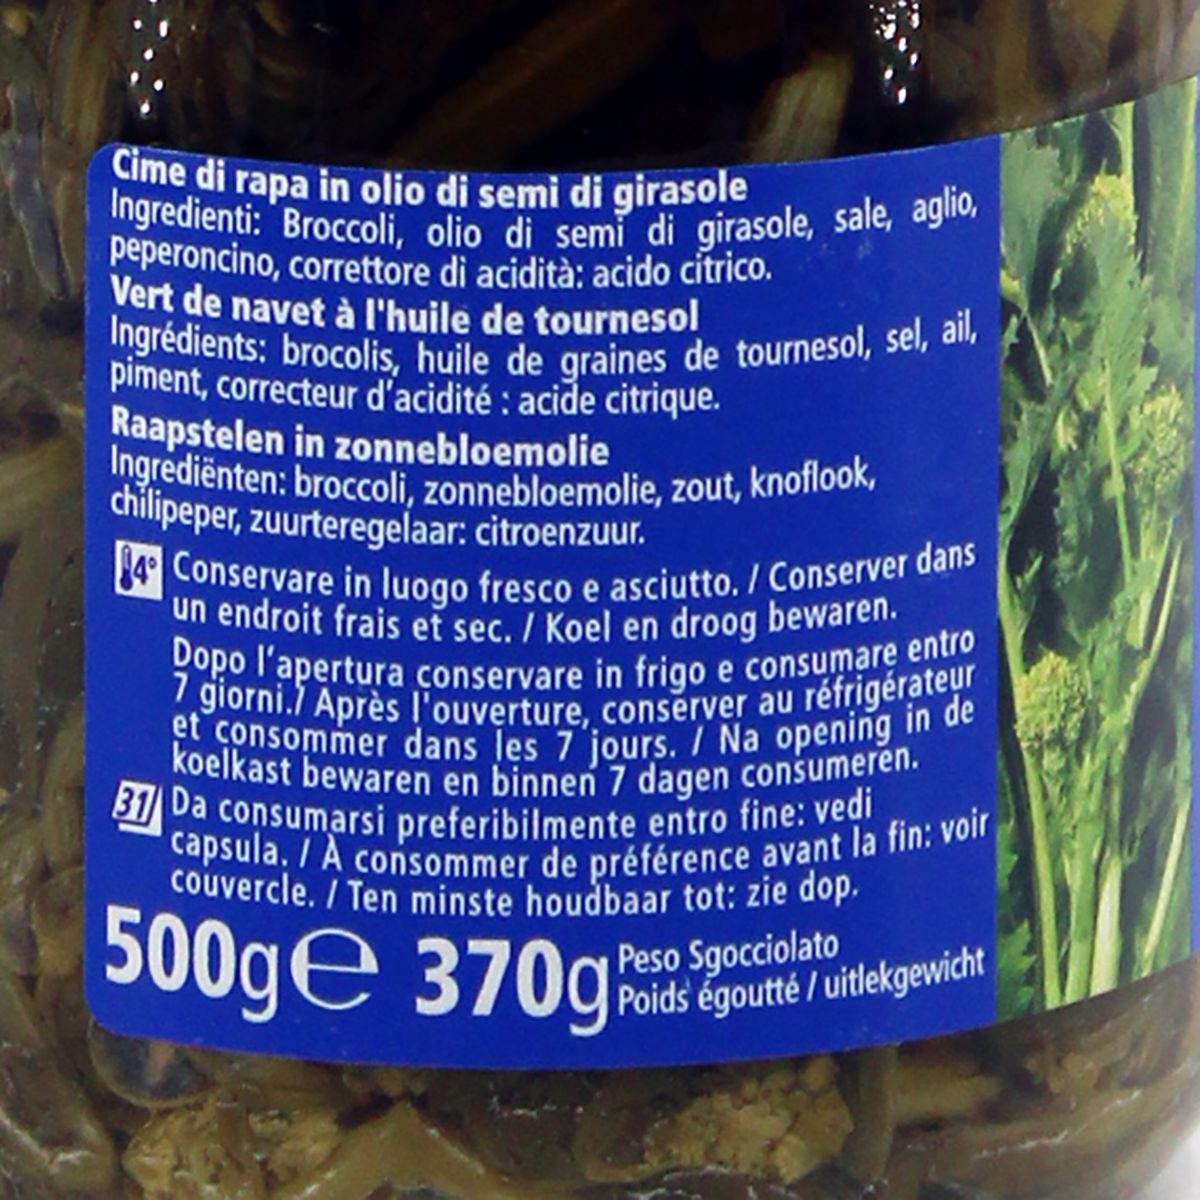 Cime di rapa in olio di semi di girasole
Ingredienti: Broccoli, olio di semi di girasole, sale, aglio,
peperoncino, correttore di acidità: acido citrico.
Vert de navet à l'huile de tournesol
Ingrédients: brocolis, huile de graines de tournesol, sel, ail,
piment, correcteur d'acidité : acide citrique.
Raapstelen in zonnebloemolie
Ingrediënten: broccoli, zonnebloemolie, zout, knoflook,
chilipeper, zuurteregelaar: citroenzuur.
4° Conservare in luogo fresco e asciutto. / Conserver dans
un endroit frais et sec. / Koel en droog bewaren.
Dopo l'apertura conservare in frigo e consumare entro
7 giorni./ Après l'ouverture, conserver au réfrigérateur
et consommer dans les 7 jours. / Na opening in de
koelkast bewaren en binnen 7 dagen consumeren.
31 Da consumarsi preferibilmente entro fine: vedi
capsula. / À consommer de préférence avant la fin: voir
couvercle. / Ten minste houdbaar tot: zie dop.
500g e 370g Peso Sgocciolato
Poids égoutté / uitlekgewicht